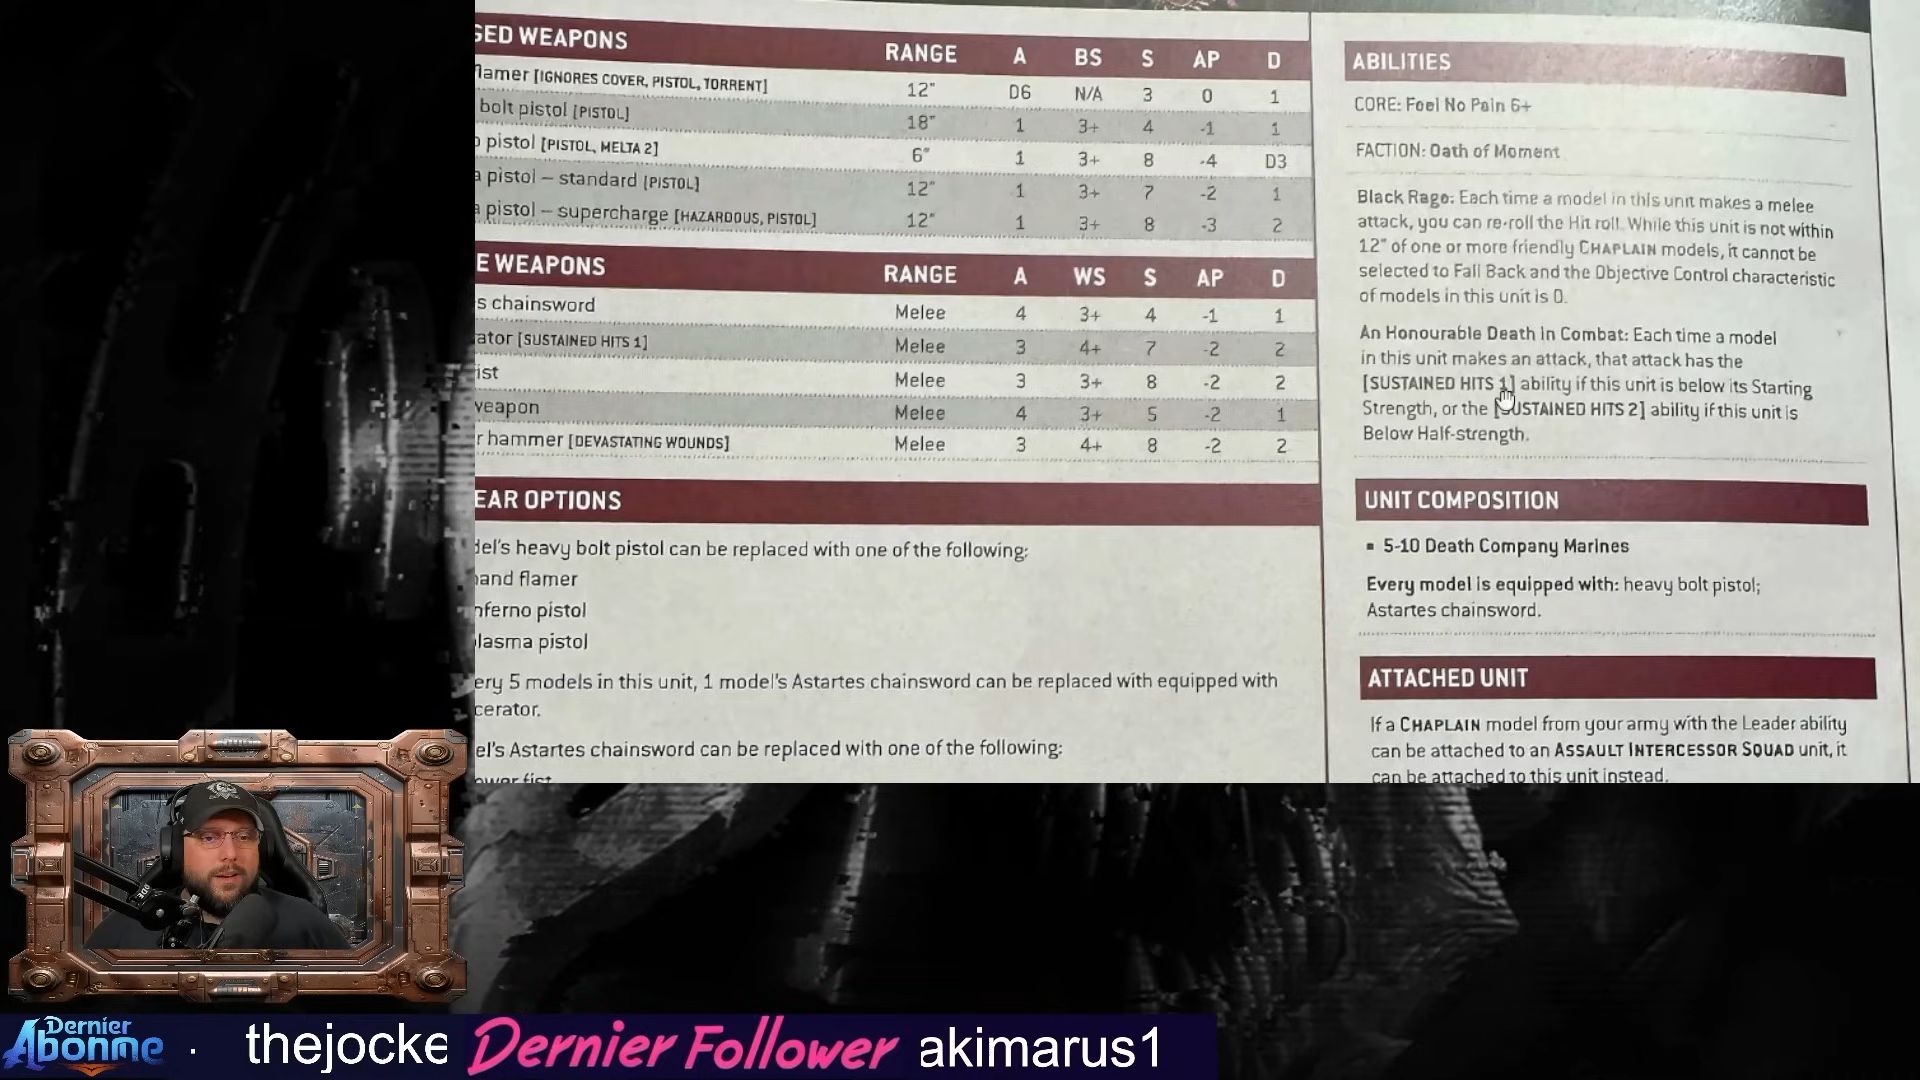 GED WEAPONS RANGE A BS S AP D
lamer [IGNORES COVER, PISTOL, TORRENT] 12" D6 N/A 3 0 1
bolt pistol [PISTOL] 18" 1 3+ 4 -1 1
o pistol [PISTOL, MELTA 2] 6" 1 3+ 8 -4 D3
a pistol – standard [PISTOL] 12" 1 3+ 7 -2 1
a pistol – supercharge [HAZARDOUS, PISTOL] 12" 1 3+ 8 -3 2
E WEAPONS RANGE A WS S AP D
s chainsword Melee 4 3+ 4 -1 1
ator [SUSTAINED HITS 1] Melee 3 4+ 7 -2 2
ist Melee 3 3+ 8 -2 2
weapon Melee 4 3+ 5 -2 1
r hammer [DEVASTATING WOUNDS] Melee 3 4+ 8 -2 2
EAR OPTIONS
del's heavy bolt pistol can be replaced with one of the following:
hand flamer
nferno pistol
lasma pistol
ery 5 models in this unit, 1 model's Astartes chainsword can be replaced with equipped with
cerator.
el's Astartes chainsword can be replaced with one of the following:
ower fist
ABILITIES
CORE: Feel No Pain 6+
FACTION: Oath of Moment
Black Rage: Each time a model in this unit makes a melee
attack, you can re-roll the Hit roll. While this unit is not within
12" of one or more friendly CHAPLAIN models, it cannot be
selected to Fall Back and the Objective Control characteristic
of models in this unit is 0.
An Honourable Death in Combat: Each time a model
in this unit makes an attack, that attack has the
[SUSTAINED HITS 1] ability if this unit is below its Starting
Strength, or the [SUSTAINED HITS 2] ability if this unit is
Below Half-strength.
UNIT COMPOSITION
▪ 5-10 Death Company Marines
Every model is equipped with: heavy bolt pistol;
Astartes chainsword.
ATTACHED UNIT
If a CHAPLAIN model from your army with the Leader ability
can be attached to an ASSAULT INTERCESSOR SQUAD unit, it
can be attached to this unit instead.
Dernier
Abonné · thejocke
Dernier Follower akimarus1